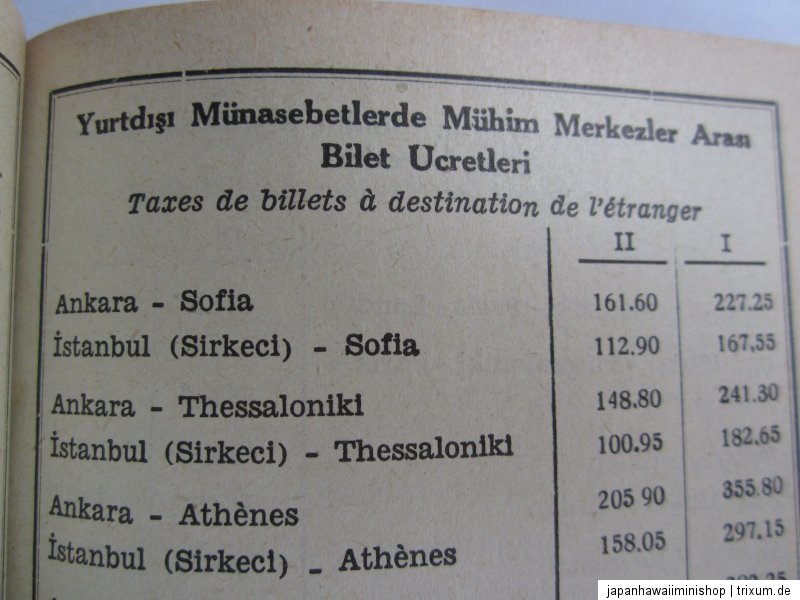 Yurtdışı Münasebetlerde Mühim Merkezler Arası
Bilet Ucretleri
Taxes de billets à destination de l'étranger
II I
Ankara - Sofia 161.60 227.25
İstanbul (Sirkeci) - Sofia 112.90 167,55
Ankara - Thessaloniki 148.80 241.30
İstanbul (Sirkeci) - Thessaloniki 100.95 182.65
Ankara - Athènes 205 90 355.80
İstanbul (Sirkeci) - Athènes 158.05 297.15
japanhawaiiminishop | trixum.de